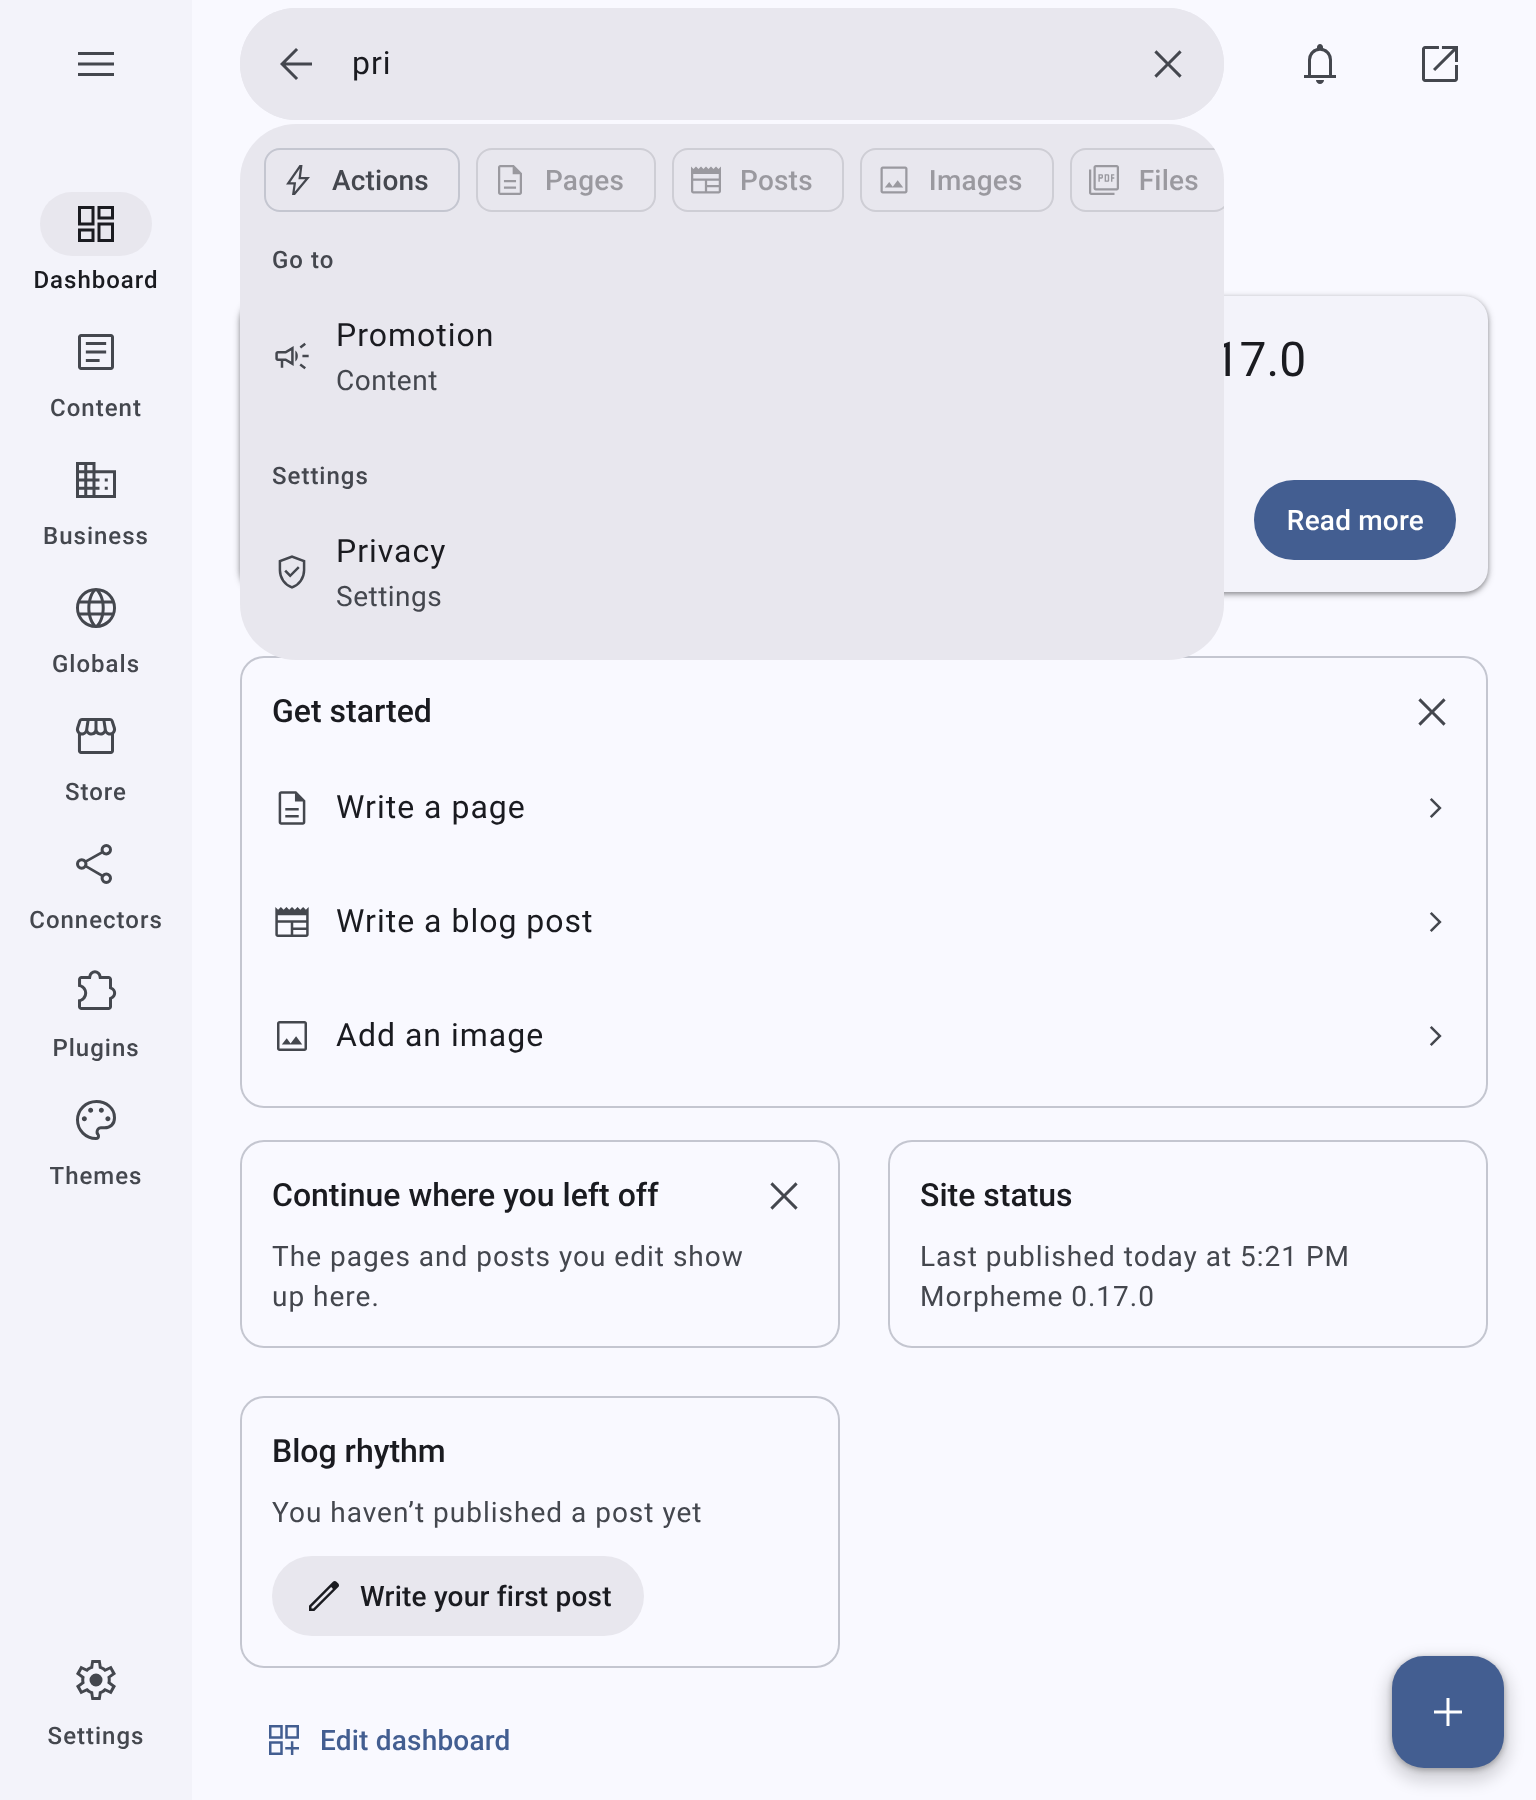 pri
Actions
Pages
Posts
Images
PDF
Files
Go to
Promotion
Content
Settings
Privacy
Settings
17.0
Read more
Dashboard
Content
Business
Globals
Store
Connectors
Plugins
Themes
Settings
Get started
Write a page
Write a blog post
Add an image
Continue where you left off
The pages and posts you edit show
up here.
Site status
Last published today at 5:21 PM
Morpheme 0.17.0
Blog rhythm
You haven’t published a post yet
Write your first post
Edit dashboard